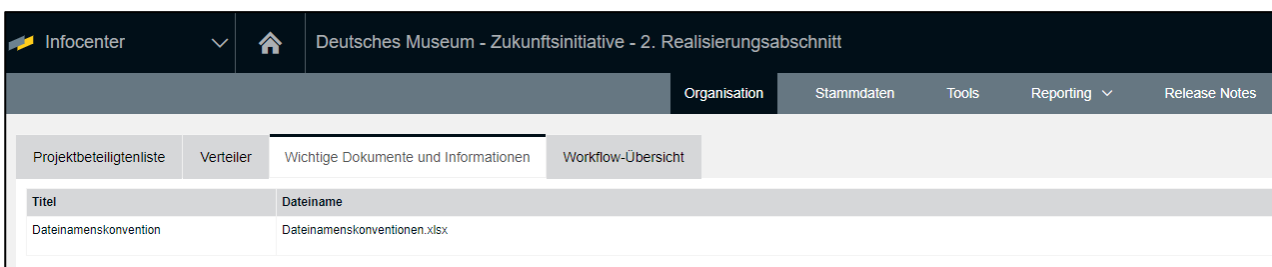 Infocenter Deutsches Museum - Zukunftsinitiative - 2. Realisierungsabschnitt
Organisation Stammdaten Tools Reporting Release Notes
Projektbeteiligtenliste Verteiler Wichtige Dokumente und Informationen Workflow-Übersicht
Titel Dateiname
Dateinamenskonvention Dateinamenskonventionen.xlsx